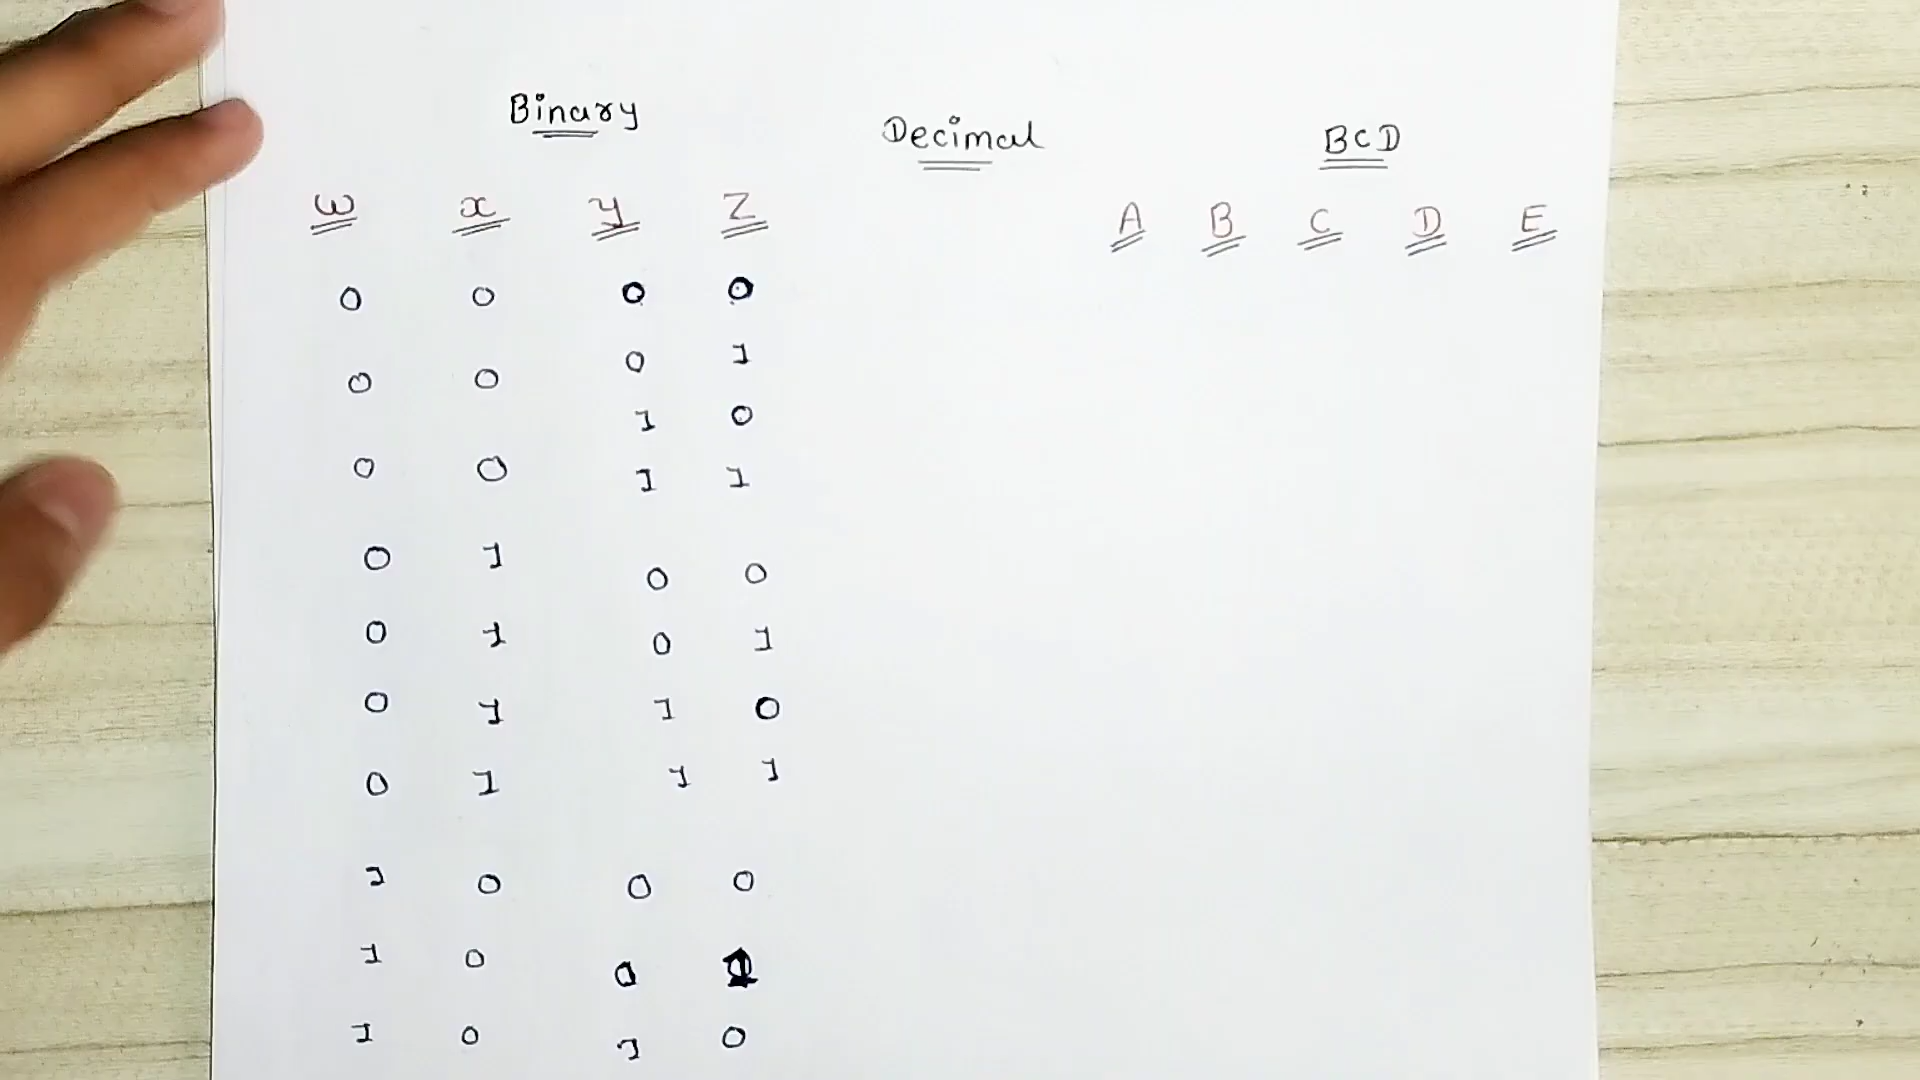 Binary Decimal BCD
w x y z A B C D E
0 0 0 0
0 0 0 1
1 0
0 0 1 1
0 1 0 0
0 1 0 1
0 1 1 0
0 1 1 1
1 0 0 0
1 0 0 1
1 0 1 0